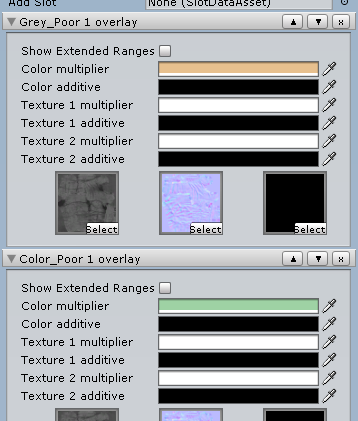 Add Slot None (SlotDataAsset)
Grey_Poor 1 overlay ▲ ▼ x
Show Extended Ranges
Color multiplier
Color additive
Texture 1 multiplier
Texture 1 additive
Texture 2 multiplier
Texture 2 additive
Select Select Select
Color_Poor 1 overlay ▲ ▼ x
Show Extended Ranges
Color multiplier
Color additive
Texture 1 multiplier
Texture 1 additive
Texture 2 multiplier
Texture 2 additive